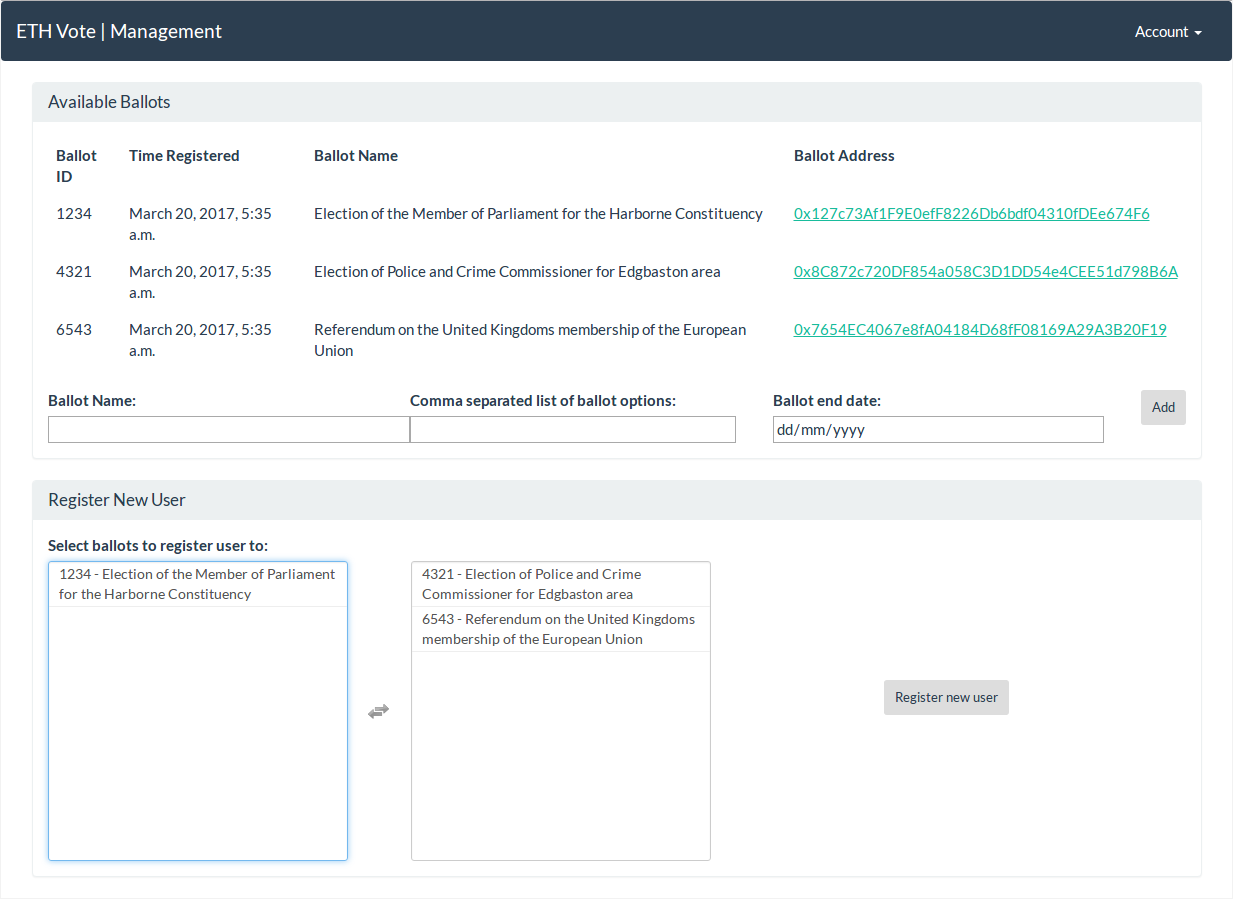 ETH Vote | Management
Account
Available Ballots
Ballot ID
Time Registered
Ballot Name
Ballot Address
1234
March 20, 2017, 5:35 a.m.
Election of the Member of Parliament for the Harborne Constituency
0x127c73Af1F9E0efF8226Db6bdf04310fDEe674F6
4321
March 20, 2017, 5:35 a.m.
Election of Police and Crime Commissioner for Edgbaston area
0x8C872c720DF854a058C3D1DD54e4CEE51d798B6A
6543
March 20, 2017, 5:35 a.m.
Referendum on the United Kingdoms membership of the European
Union
0x7654EC4067e8fA04184D68fF08169A29A3B20F19
Ballot Name:
Comma separated list of ballot options:
Ballot end date:
dd/mm/yyyy
Add
Register New User
Select ballots to register user to:
1234 - Election of the Member of Parliament
for the Harborne Constituency
4321 - Election of Police and Crime
Commissioner for Edgbaston area
6543 - Referendum on the United Kingdoms
membership of the European Union
Register new user